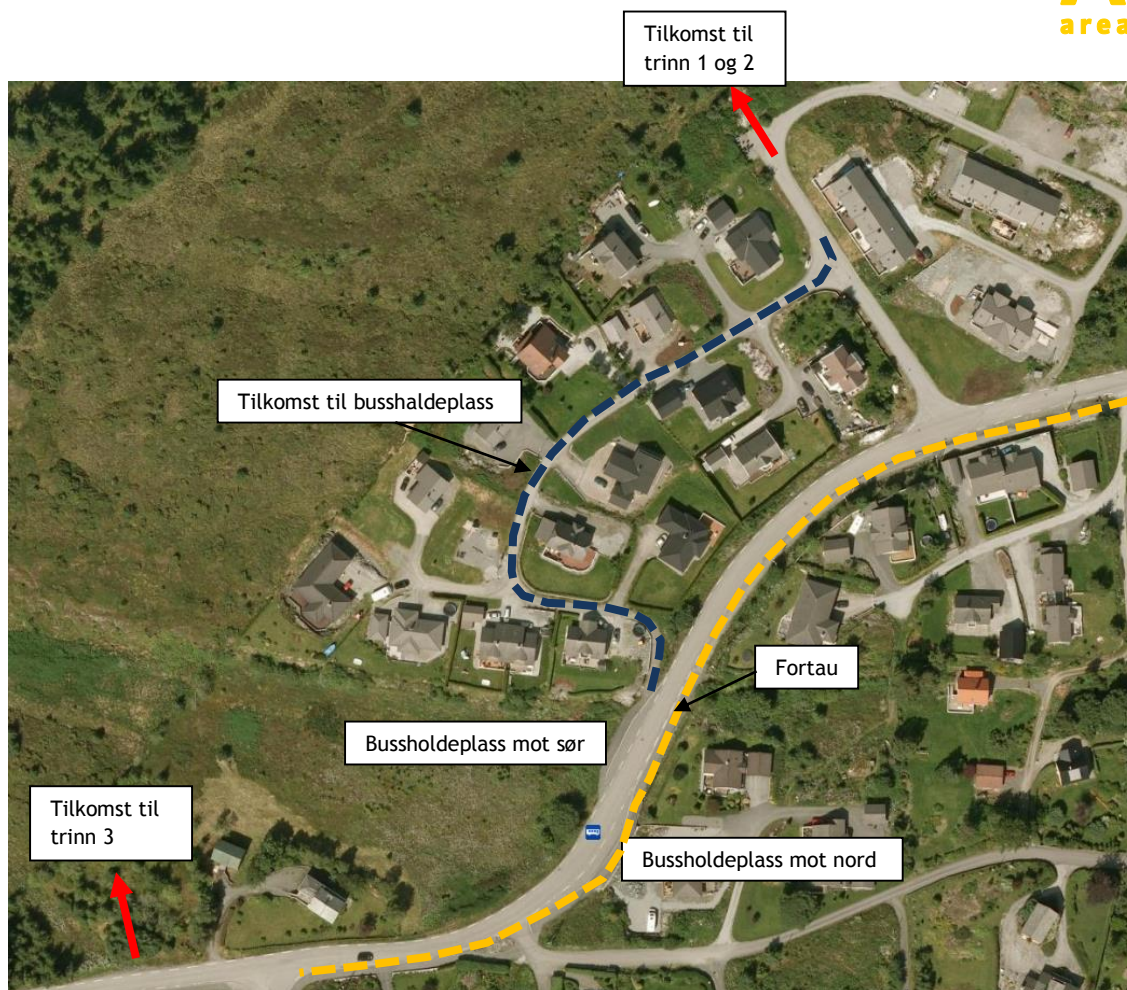 area
Tilkomst til
trinn 1 og 2
Tilkomst til busshaldeplass
Fortau
Bussholdeplass mot sør
Tilkomst til
trinn 3
Bussholdeplass mot nord